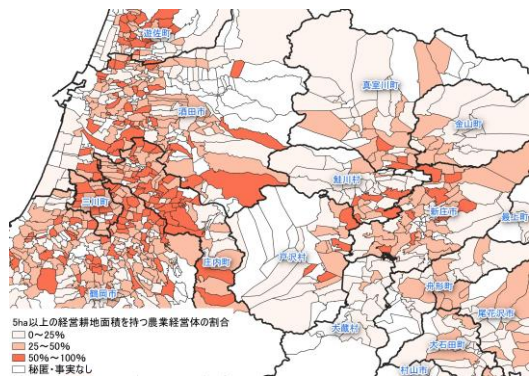 遊佐町
真室川町
酒田市
金山町
鮭川村
三川町
新庄市
最上町
庄内町
戸沢村
舟形町
鶴岡市
尾花沢市
大蔵村
大石田町
村山市
5ha以上の経営耕地面積を持つ農業経営体の割合
0~25%
25~50%
50%~100%
秘匿・事実なし